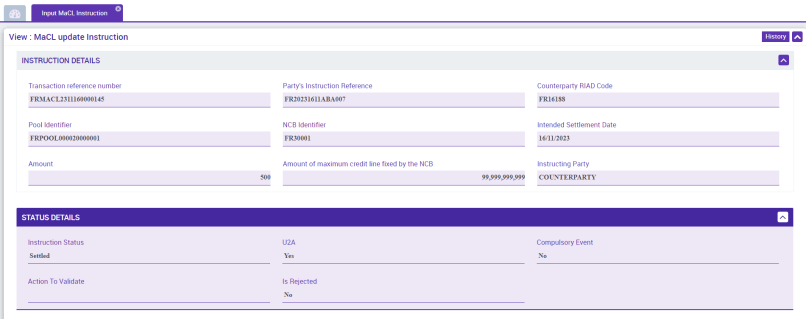 Input MaCL Instruction
View : MaCL update Instruction
History
INSTRUCTION DETAILS
Transaction reference number Party's Instruction Reference Counterparty RIAD Code
FRMACL2311160000145 FR20231611ABA007 FR16188
Pool Identifier NCB Identifier Intended Settlement Date
FRPOOL000020000001 FR30001 16/11/2023
Amount Amount of maximum credit line fixed by the NCB Instructing Party
500 99,999,999,999 COUNTERPARTY
STATUS DETAILS
Instruction Status U2A Compulsory Event
Settled Yes No
Action To Validate Is Rejected
No